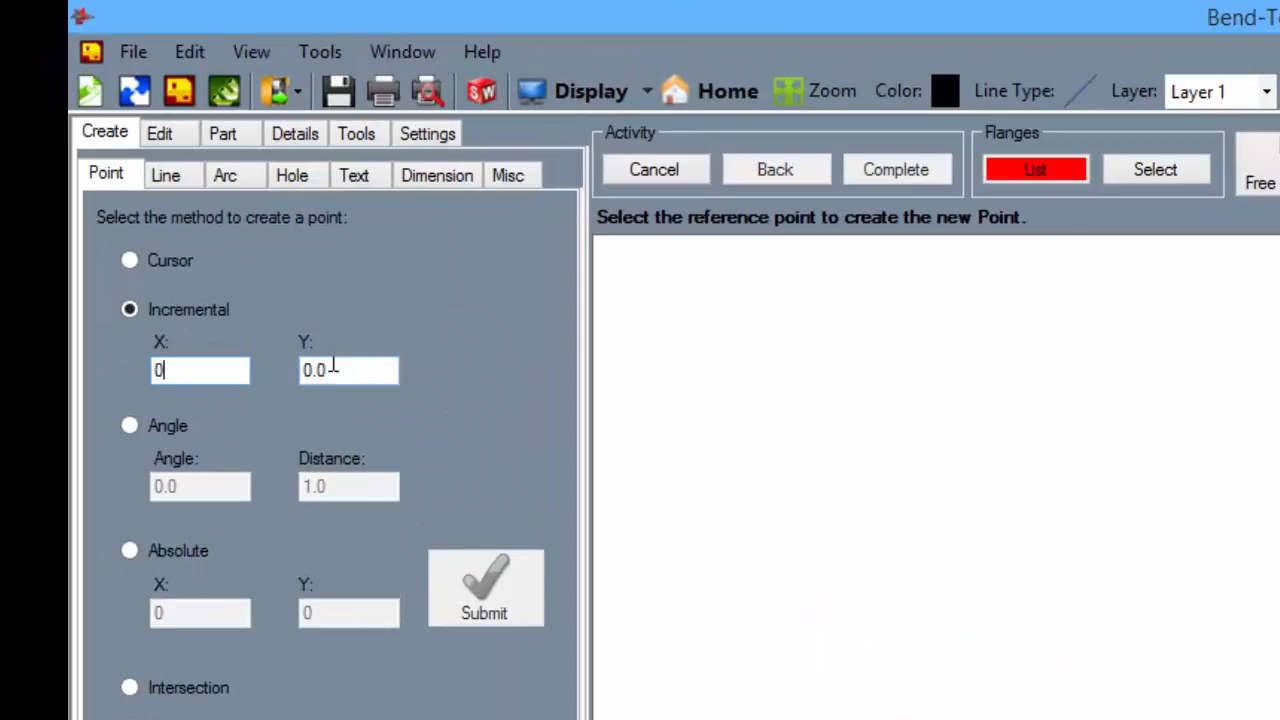 Bend-Te
File Edit View Tools Window Help
Display Home Zoom Color: Line Type: Layer: Layer 1
Create Edit Part Details Tools Settings
Point Line Arc Hole Text Dimension Misc
Activity Flanges
Cancel Back Complete List Select Free
Select the method to create a point:
Select the reference point to create the new Point.
Cursor
Incremental
X: Y:
0 0.0
Angle
Angle: Distance:
0.0 1.0
Absolute
X: Y:
0 0
Submit
Intersection